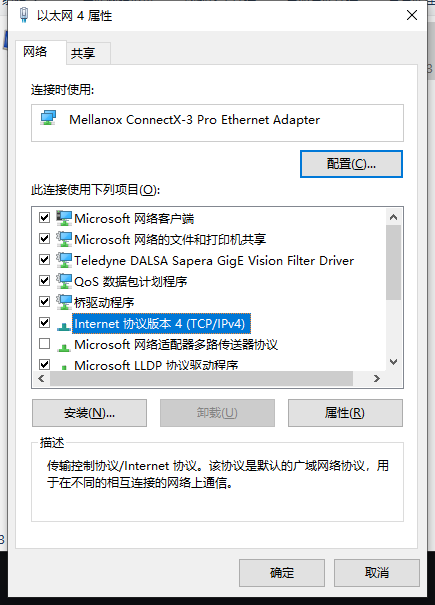 以太网 4 属性
网络
共享
连接时使用:
Mellanox ConnectX-3 Pro Ethernet Adapter
配置(C)...
此连接使用下列项目(O):
Microsoft 网络客户端
Microsoft 网络的文件和打印机共享
Teledyne DALSA Sapera GigE Vision Filter Driver
QoS 数据包计划程序
桥驱动程序
Internet 协议版本 4 (TCP/IPv4)
Microsoft 网络适配器多路传送器协议
Microsoft LLDP 协议驱动程序
安装(N)...
卸载(U)
属性(R)
描述
传输控制协议/Internet 协议。该协议是默认的广域网络协议，用
于在不同的相互连接的网络上通信。
确定
取消